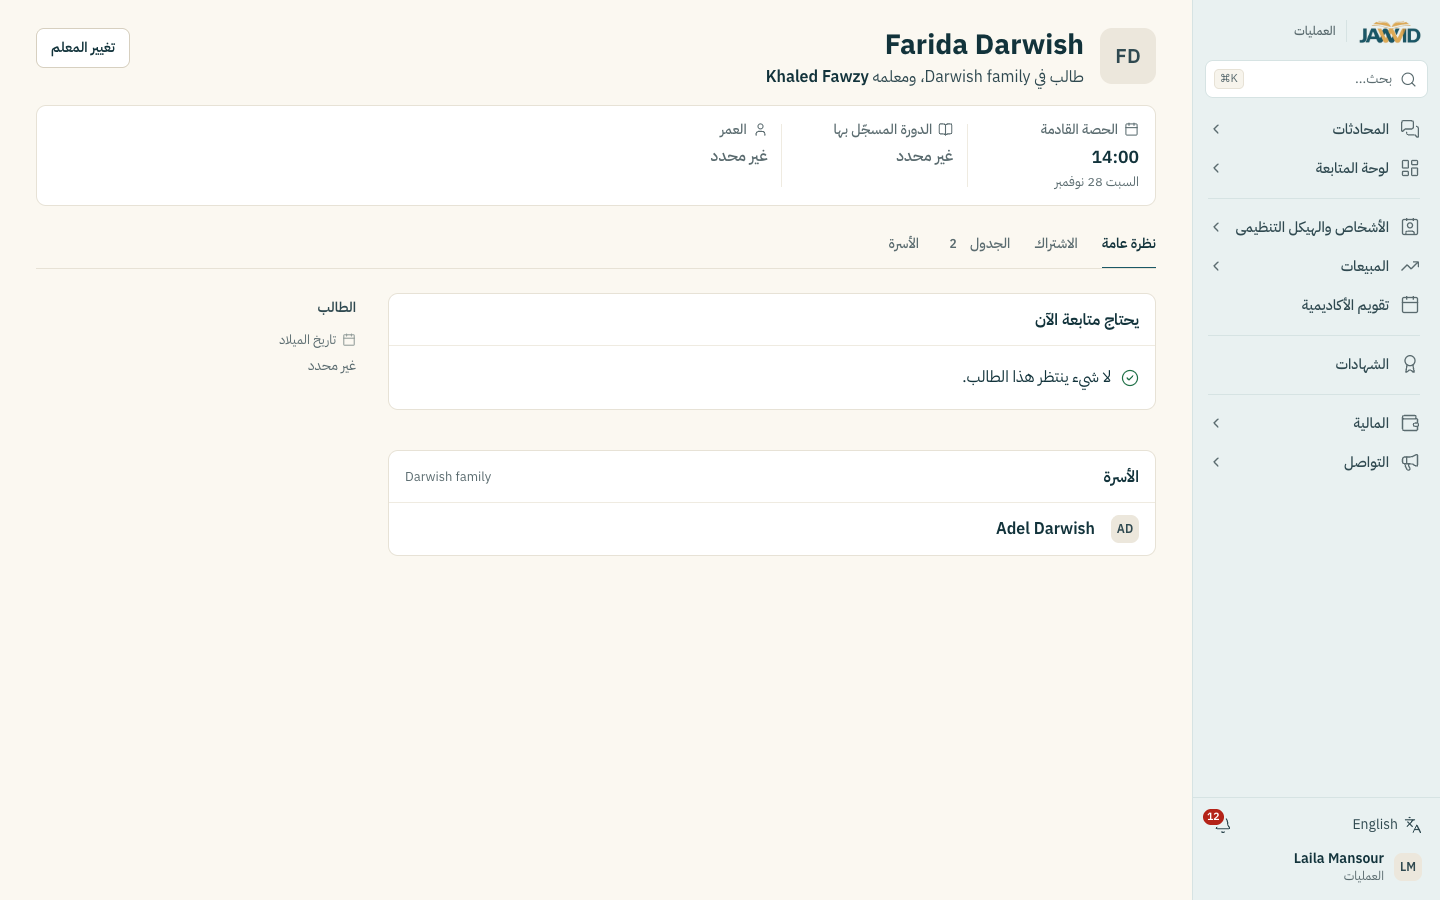 JAWWID
العمليات
بحث...
⌘K
المحادثات
لوحة المتابعة
الأشخاص والهيكل التنظيمي
المبيعات
تقويم الأكاديمية
الشهادات
المالية
التواصل
English
12
LM
Laila Mansour
العمليات
FD
Farida Darwish
طالب في Darwish family، ومعلمه Khaled Fawzy
تغيير المعلم
الحصة القادمة
14:00
السبت 28 نوفمبر
الدورة المسجّل بها
غير محدد
العمر
غير محدد
نظرة عامة
الاشتراك
الجدول 2
الأسرة
يحتاج متابعة الآن
لا شيء ينتظر هذا الطالب.
الأسرة
Darwish family
AD
Adel Darwish
الطالب
تاريخ الميلاد
غير محدد